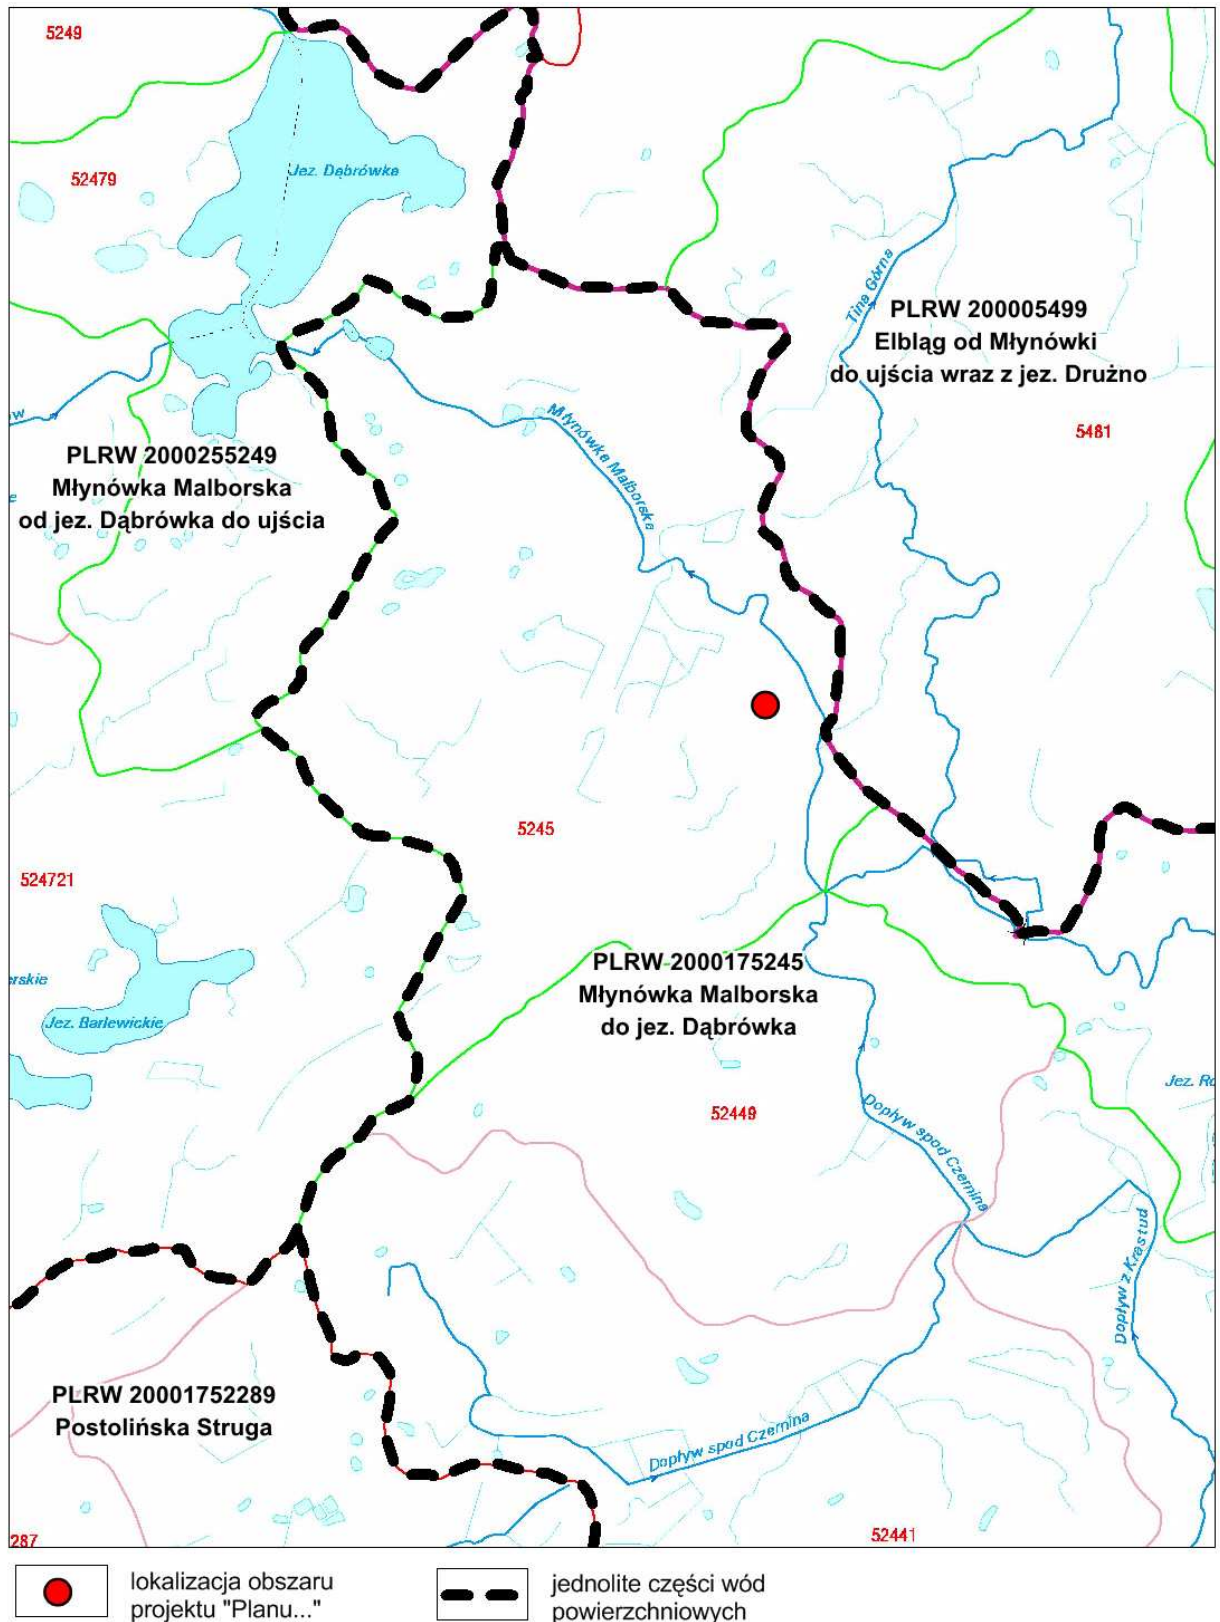 5249
52479
Jez. Dąbrówka
Tina Górna
PLRW 200005499
Elbląg od Młynówki
do ujścia wraz z jez. Drużno
5481
Młynówka Malborska
PLRW 2000255249
Młynówka Malborska
od jez. Dąbrówka do ujścia
5245
524721
erskie
Jez. Barlewickie
PLRW 2000175245
Młynówka Malborska
do jez. Dąbrówka
52449
Dopływ spod Czernina
Dopływ z Krastud
PLRW 20001752289
Postolińska Struga
Dopływ spod Czernina
287
52441
lokalizacja obszaru
projektu "Planu..."
jednolite części wód
powierzchniowych